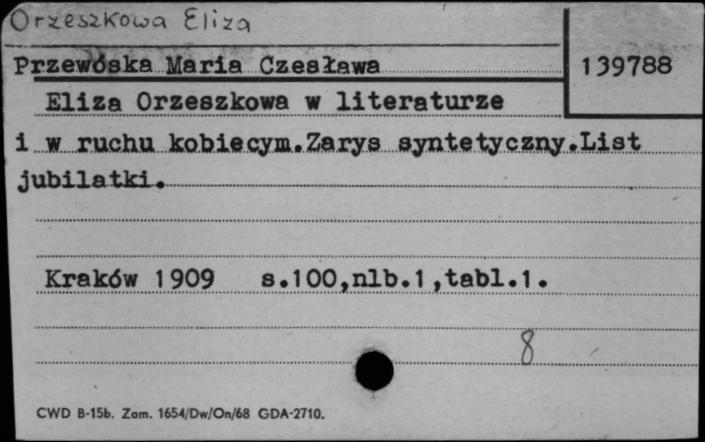 Orzeszkowa Eliza
Przewóska Maria Czesława 139788
Eliza Orzeszkowa w literaturze
i w ruchu kobiecym.Zarys syntetyczny.List
jubilatki.
Kraków 1909 s.100,nlb.1,tabl.1.
8
CWD B-15b. Zam. 1654/Dw/On/68 GDA-2710.